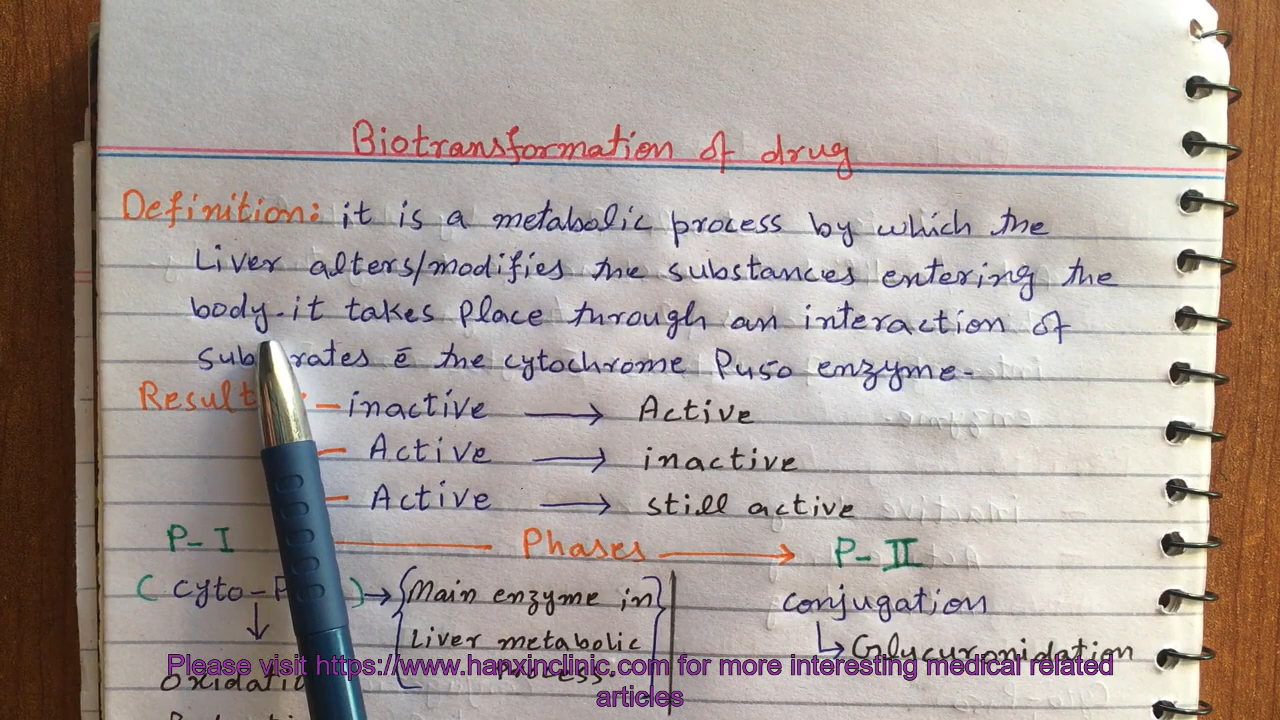 Biotransformation of drug
Definition: it is a metabolic process by which the
Liver alters/modifies the substances entering the
body. it takes place through an interaction of
the cytochrome P450 enzyme.
Result :- inactive → Active
- Active → inactive
- Active → still active
P-I Phases → P-II
(Cyto-P ) → {Main enzyme in conjugation
↓ Liver metabolic ↳ Glycuronidation
process.}
Please visit https://www.hanxinclinic.com for more interesting medical related
articles